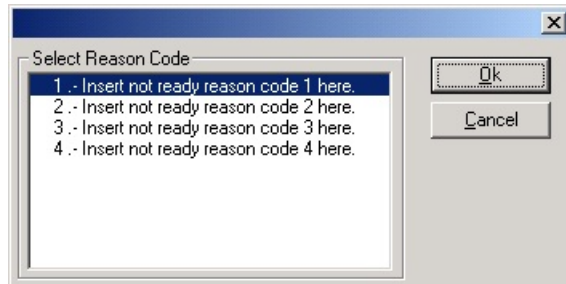 Select Reason Code
1 .- Insert not ready reason code 1 here.
2 .- Insert not ready reason code 2 here.
3 .- Insert not ready reason code 3 here.
4 .- Insert not ready reason code 4 here.
Ok
Cancel